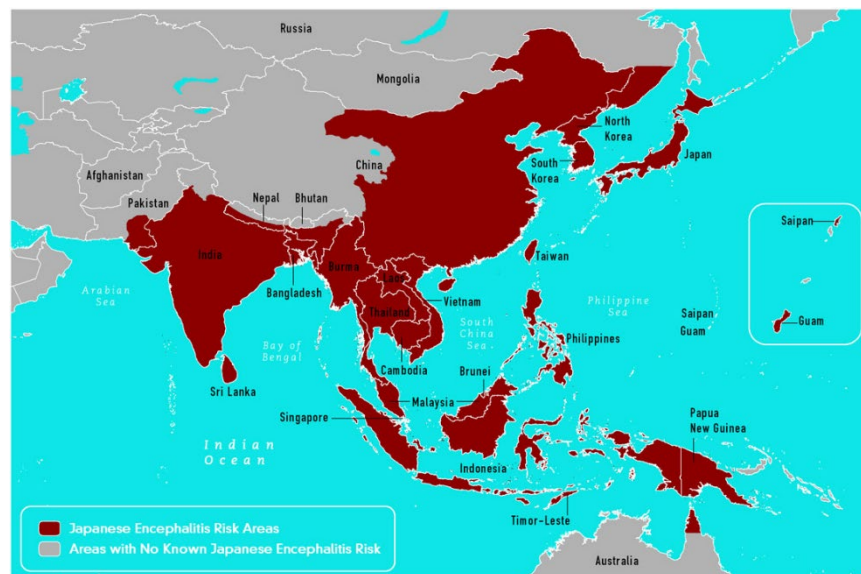 Russia
Mongolia
North
Korea
China
South
Korea
Japan
Afghanistan
Pakistan
Nepal
Bhutan
Saipan
India
Burma
Taiwan
Laos
Arabian
Sea
Bangladesh
Vietnam
Philippine
Sea
Saipan
Guam
Guam
Thailand
South
China
Sea
Bay of
Bengal
Philippines
Cambodia
Brunei
Sri Lanka
Malaysia
Singapore
Papua
New Guinea
Indian
Ocean
Indonesia
Timor-Leste
Japanese Encephalitis Risk Areas
Areas with No Known Japanese Encephalitis Risk
Australia